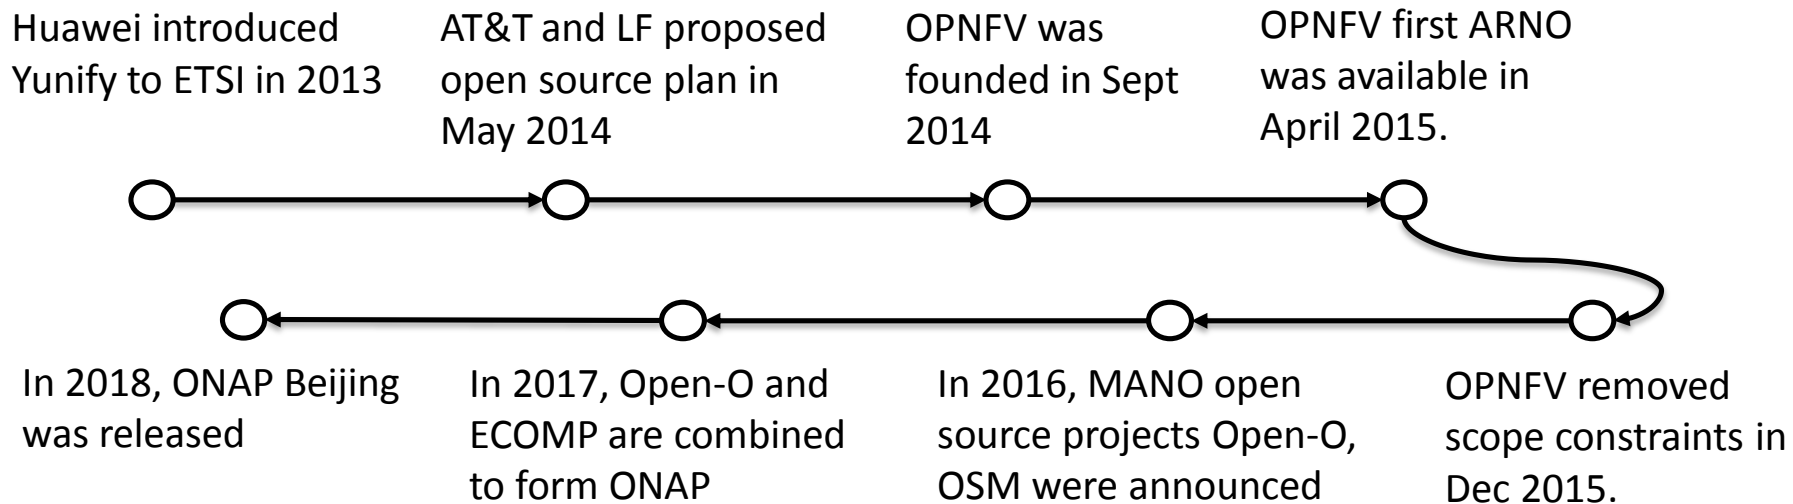 Huawei introduced
Yunify to ETSI in 2013
AT&T and LF proposed
open source plan in
May 2014
OPNFV was
founded in Sept
2014
OPNFV first ARNO
was available in
April 2015.
OPNFV removed
scope constraints in
Dec 2015.
In 2016, MANO open
source projects Open-O,
OSM were announced
In 2017, Open-O and
ECOMP are combined
to form ONAP
In 2018, ONAP Beijing
was released